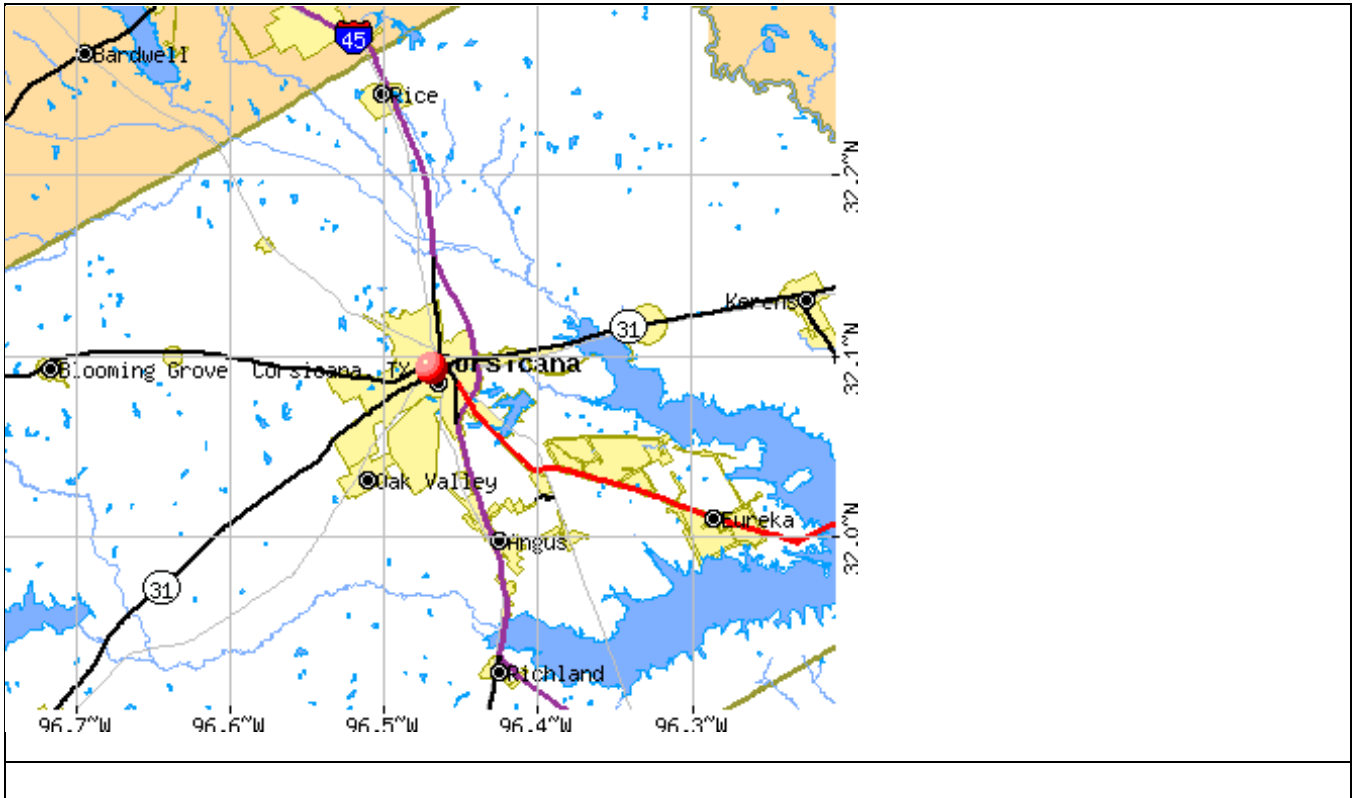 45
Bardwell
Rice
32.2°N
Kerens
31
32.1°N
Corsicana
Blooming Grove
Corsicana, TX
Oak Valley
Eureka
32.0°N
Angus
31
Richland
96.7°W 96.6°W 96.5°W 96.4°W 96.3°W